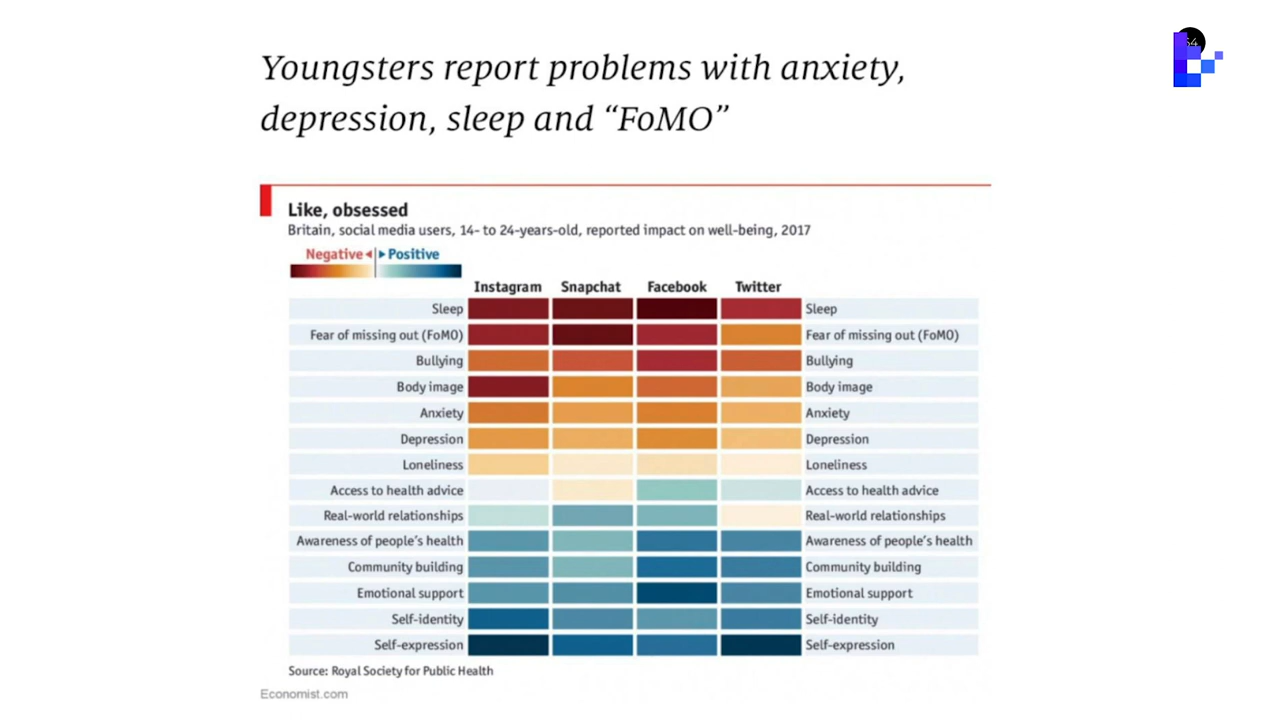 Youngsters report problems with anxiety,
depression, sleep and “FoMO”
Like, obsessed
Britain, social media users, 14- to 24-years-old, reported impact on well-being, 2017
Negative Positive
Instagram Snapchat Facebook Twitter
Sleep Sleep
Fear of missing out (FoMO) Fear of missing out (FoMO)
Bullying Bullying
Body image Body image
Anxiety Anxiety
Depression Depression
Loneliness Loneliness
Access to health advice Access to health advice
Real-world relationships Real-world relationships
Awareness of people’s health Awareness of people’s health
Community building Community building
Emotional support Emotional support
Self-identity Self-identity
Self-expression Self-expression
Source: Royal Society for Public Health
Economist.com